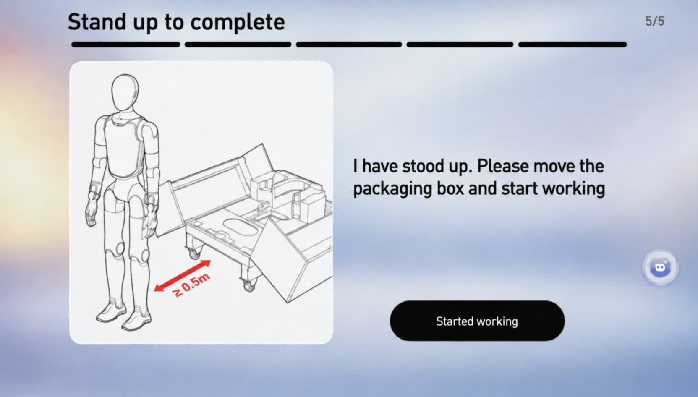 Stand up to complete
5/5
I have stood up. Please move the
packaging box and start working
≥ 0.5m
Started working